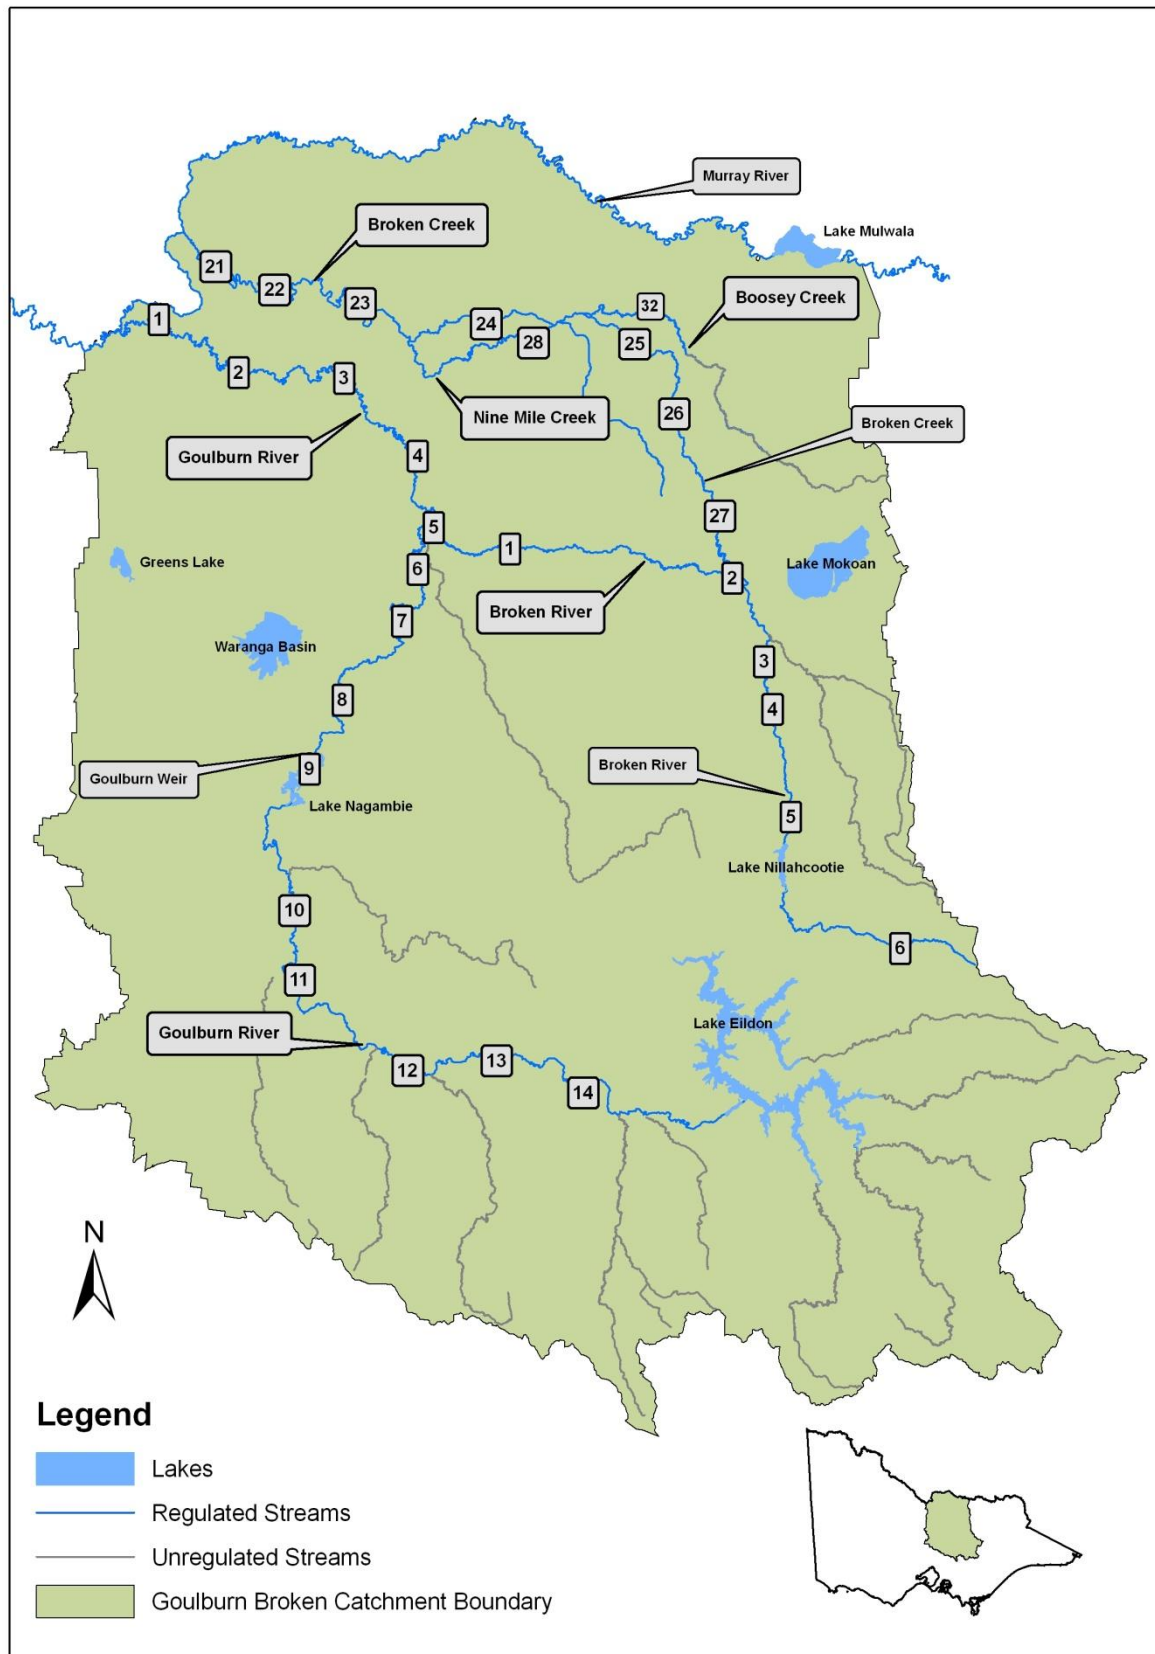 Murray River
Broken Creek
Lake Mulwala
21
22
23
Boosey Creek
1
24
32
28
25
2
3
26
Nine Mile Creek
Broken Creek
Goulburn River
4
27
5
1
Greens Lake
6
2
Lake Mokoan
Broken River
7
Waranga Basin
3
8
4
Goulburn Weir
9
Broken River
Lake Nagambie
5
Lake Nillahcootie
10
6
11
Lake Eildon
Goulburn River
12
13
14
N
Legend
Lakes
Regulated Streams
Unregulated Streams
Goulburn Broken Catchment Boundary